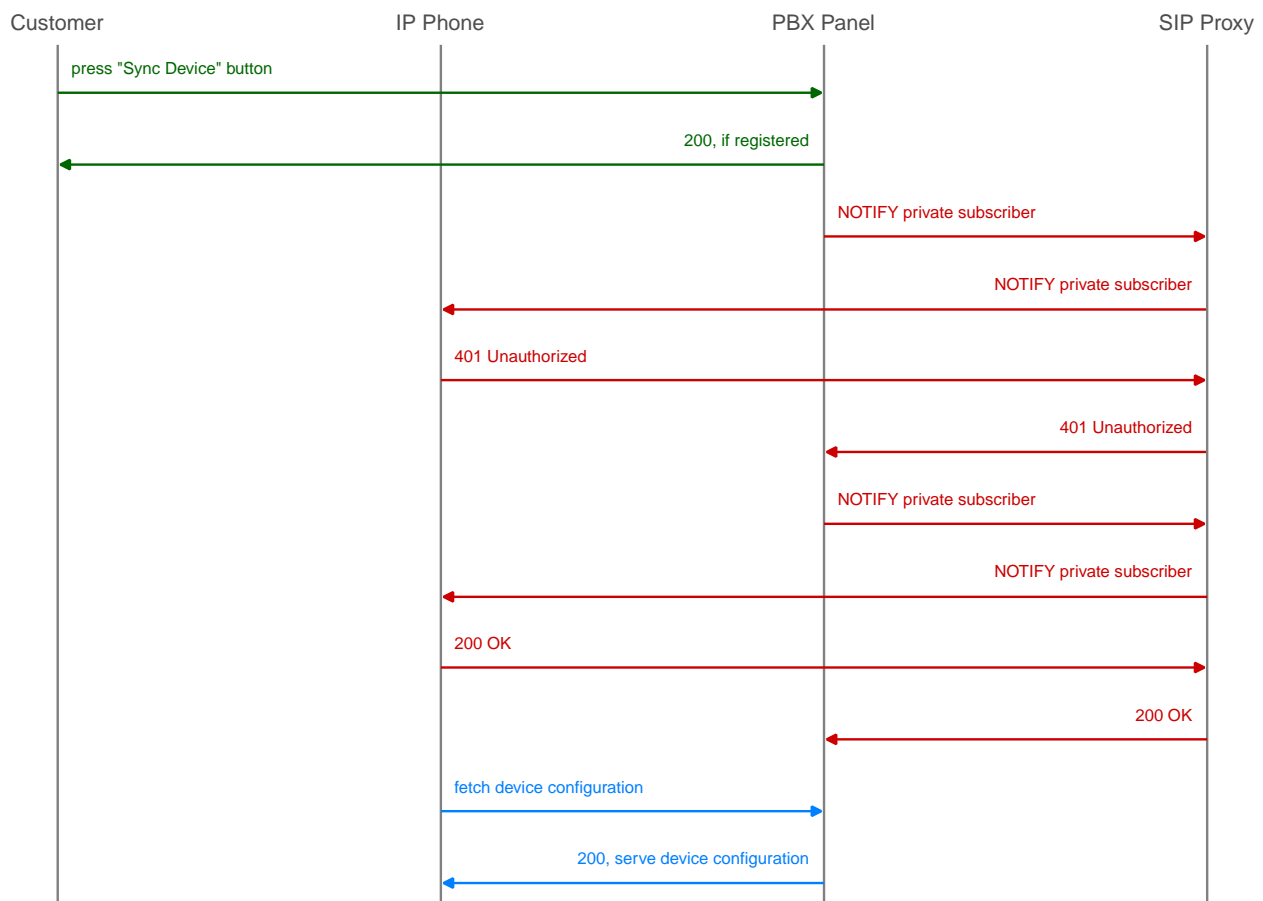 Customer
IP Phone
PBX Panel
SIP Proxy
press "Sync Device" button
200, if registered
NOTIFY private subscriber
NOTIFY private subscriber
401 Unauthorized
401 Unauthorized
NOTIFY private subscriber
NOTIFY private subscriber
200 OK
200 OK
fetch device configuration
200, serve device configuration